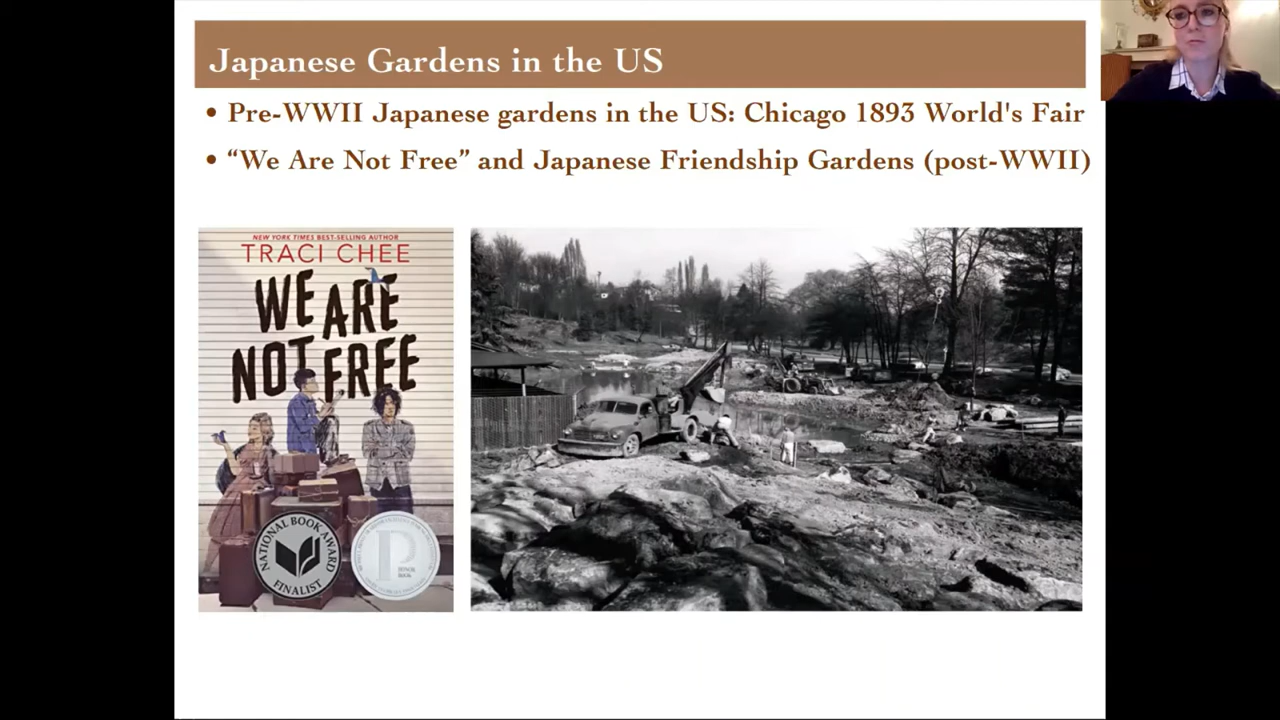 Japanese Gardens in the US
• Pre-WWII Japanese gardens in the US: Chicago 1893 World's Fair
• “We Are Not Free” and Japanese Friendship Gardens (post-WWII)
NEW YORK TIMES BEST-SELLING AUTHOR
TRACI CHEE
WE ARE
NOT FREE
NATIONAL BOOK AWARD
FINALIST
P
HONOR
BOOK